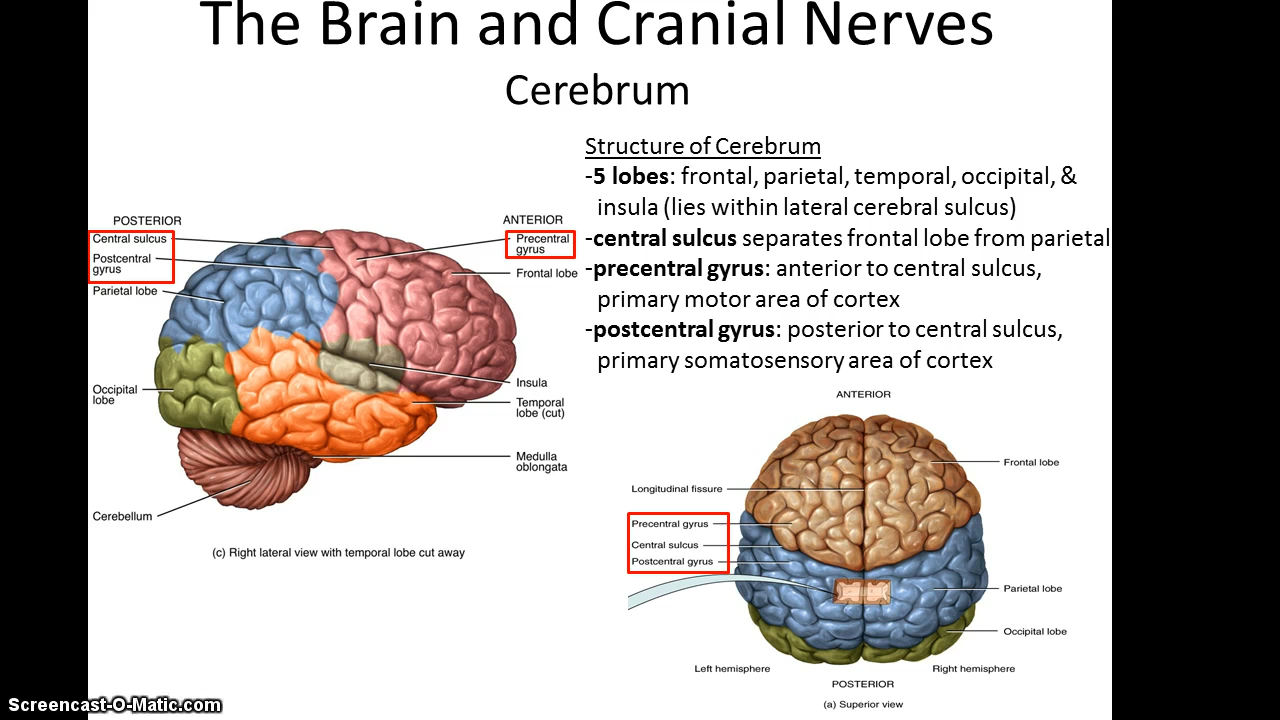 The Brain and Cranial Nerves
Cerebrum
Structure of Cerebrum
-5 lobes: frontal, parietal, temporal, occipital, &
insula (lies within lateral cerebral sulcus)
-central sulcus separates frontal lobe from parietal
-precentral gyrus: anterior to central sulcus,
primary motor area of cortex
-postcentral gyrus: posterior to central sulcus,
primary somatosensory area of cortex
POSTERIOR
ANTERIOR
Central sulcus
Postcentral
gyrus
Parietal lobe
Occipital
lobe
Cerebellum
Precentral
gyrus
Frontal lobe
Insula
Temporal
lobe (cut)
Medulla
oblongata
(c) Right lateral view with temporal lobe cut away
ANTERIOR
Longitudinal fissure
Precentral gyrus
Central sulcus
Postcentral gyrus
Frontal lobe
Parietal lobe
Occipital lobe
Left hemisphere
Right hemisphere
POSTERIOR
(a) Superior view
Screencast-O-Matic.com